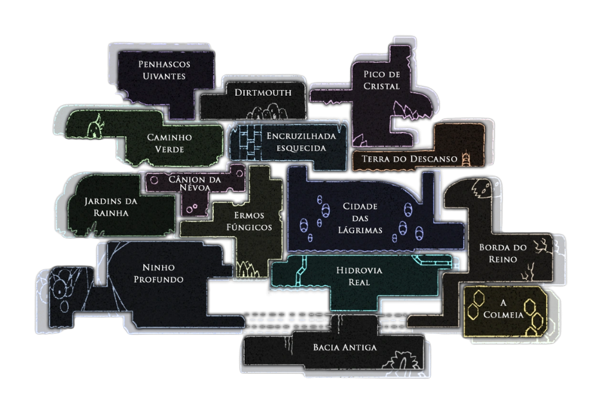 Penhascos
Uivantes
Dirtmouth
Pico de
Cristal
Caminho
Verde
Encruzilhada
esquecida
Terra do Descanso
Cânion da
Névoa
Jardins da
Rainha
Ermos
Fúngicos
Cidade
das
Lágrimas
Borda do
Reino
Ninho
Profundo
Hidrovia
Real
A
Colmeia
Bacia Antiga